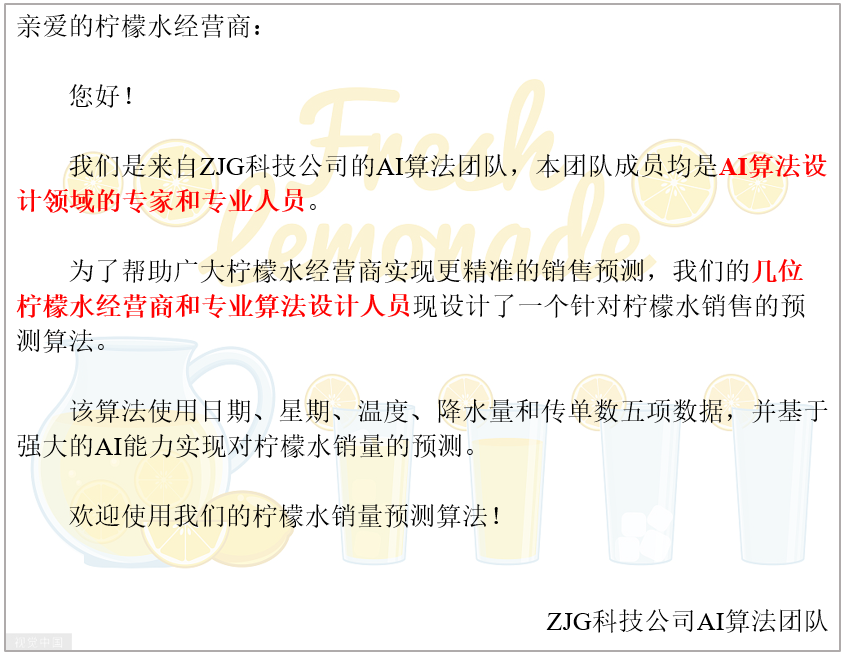 亲爱的柠檬水经营商：
您好！
我们是来自ZJG科技公司的AI算法团队，本团队成员均是AI算法设
计领域的专家和专业人员。
为了帮助广大柠檬水经营商实现更精准的销售预测，我们的几位
柠檬水经营商和专业算法设计人员现设计了一个针对柠檬水销售的预
测算法。
该算法使用日期、星期、温度、降水量和传单数五项数据，并基于
强大的AI能力实现对柠檬水销量的预测。
欢迎使用我们的柠檬水销量预测算法！
ZJG科技公司AI算法团队
Fresh
Lemonade
视觉中国